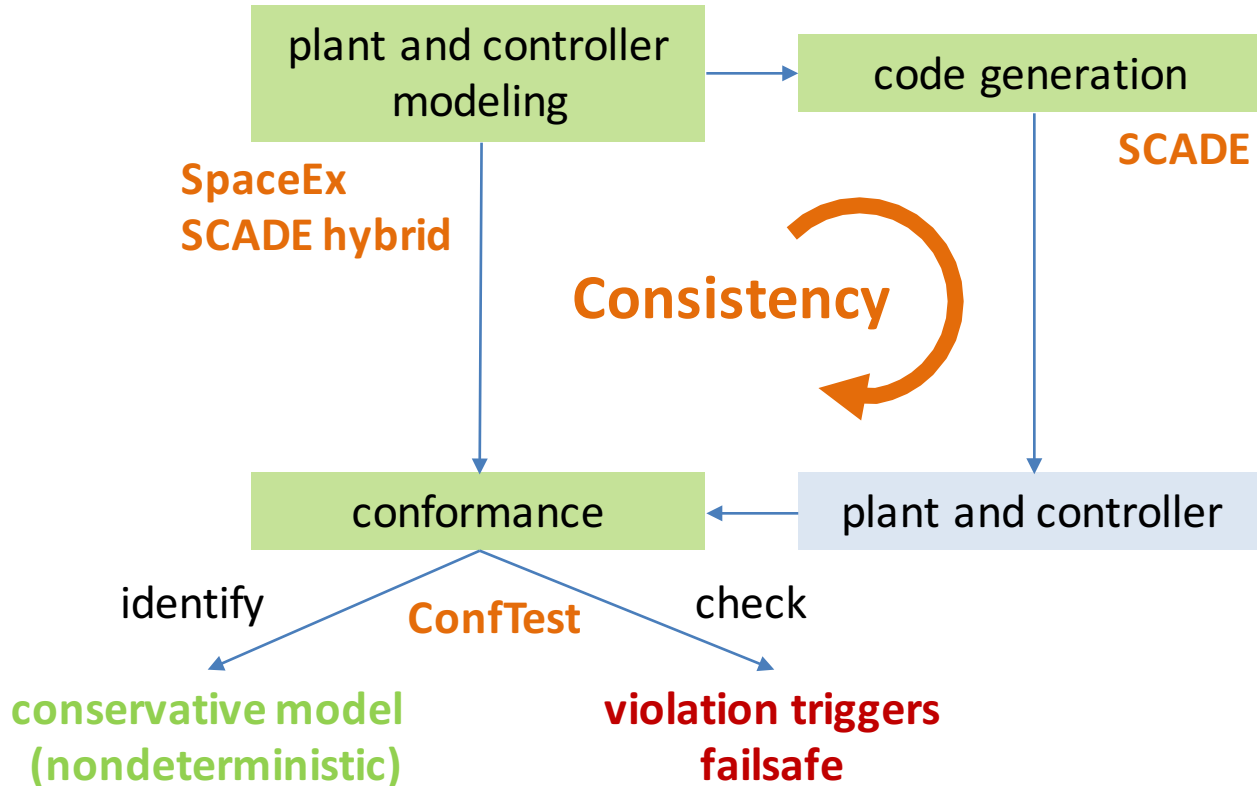 plant and controller
modeling
code generation
SCADE
SpaceEx
SCADE hybrid
Consistency
conformance
plant and controller
identify
ConfTest
check
conservative model
(nondeterministic)
violation triggers
failsafe